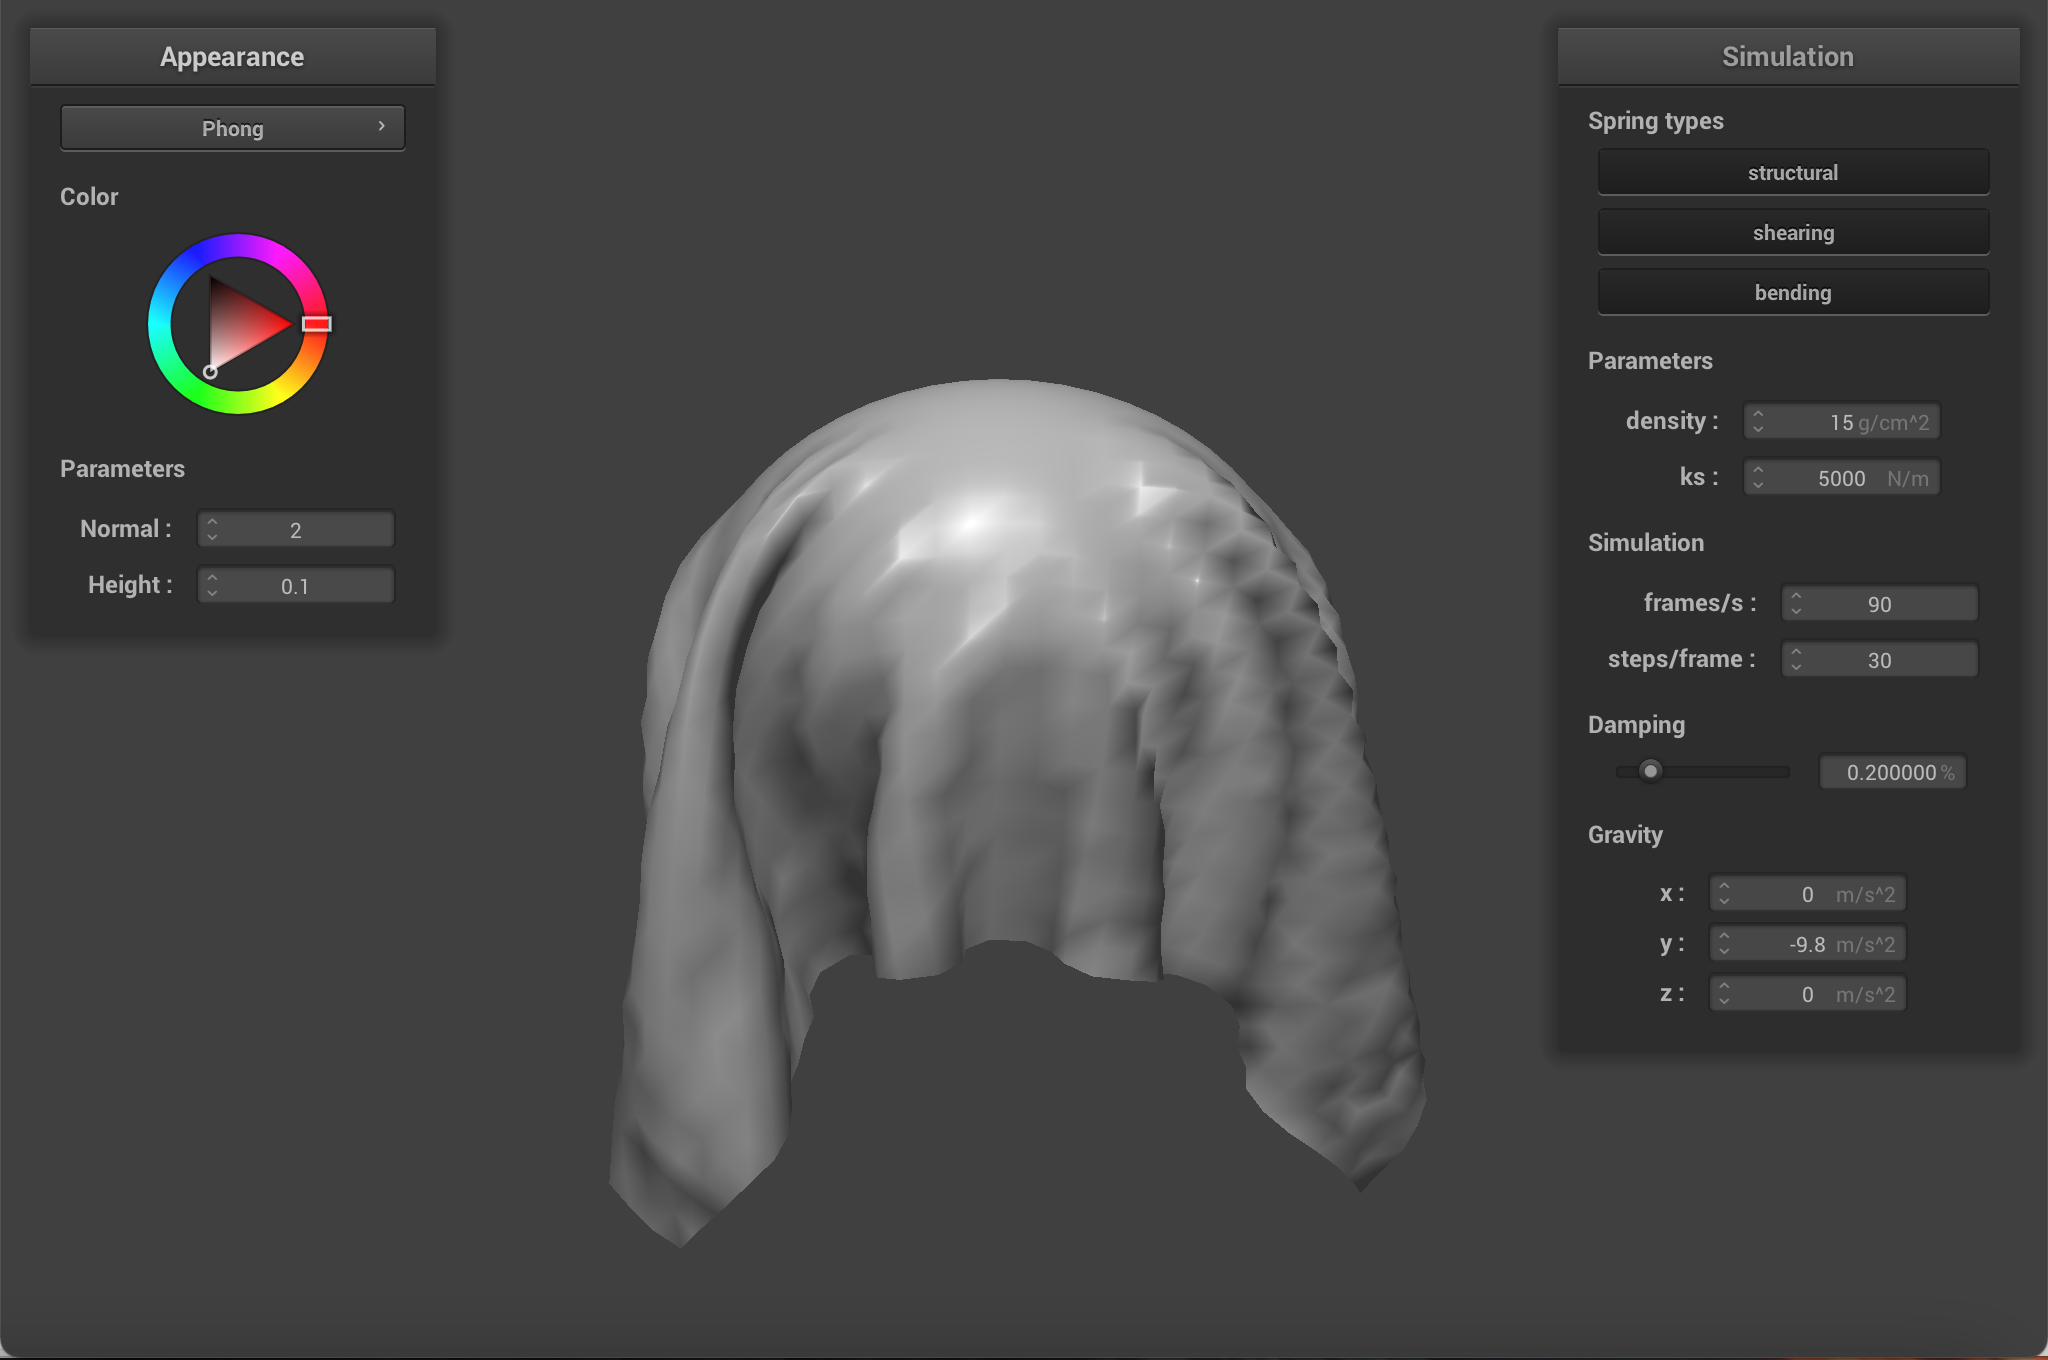 Appearance
Phong
Color
Parameters
Normal : 2
Height : 0.1
Simulation
Spring types
structural
shearing
bending
Parameters
density : 15 g/cm^2
ks : 5000 N/m
Simulation
frames/s : 90
steps/frame : 30
Damping
0.200000 %
Gravity
x : 0 m/s^2
y : -9.8 m/s^2
z : 0 m/s^2